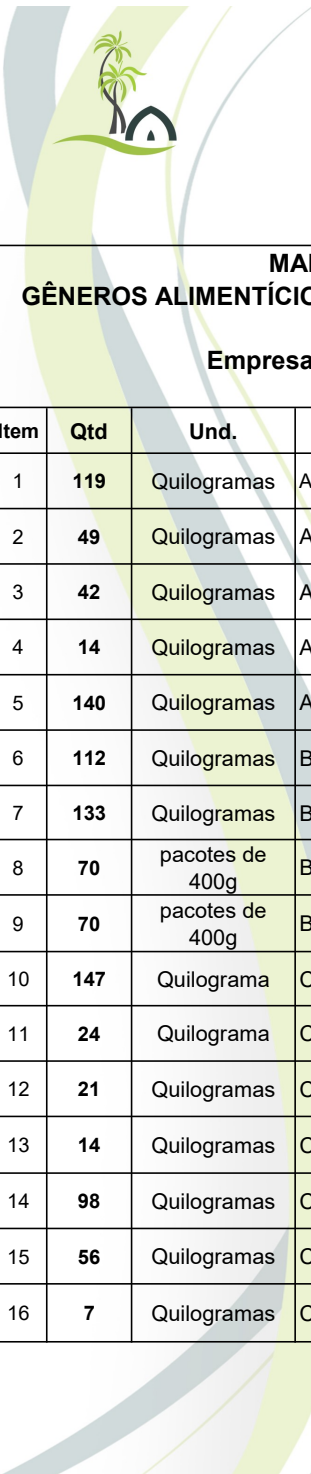 MA
GÊNEROS ALIMENTÍCIO
Empresa
Item Qtd Und.
1 119 Quilogramas A
2 49 Quilogramas A
3 42 Quilogramas A
4 14 Quilogramas A
5 140 Quilogramas A
6 112 Quilogramas B
7 133 Quilogramas B
8 70 pacotes de 400g B
9 70 pacotes de 400g B
10 147 Quilograma C
11 24 Quilograma C
12 21 Quilogramas C
13 14 Quilogramas C
14 98 Quilogramas C
15 56 Quilogramas C
16 7 Quilogramas C